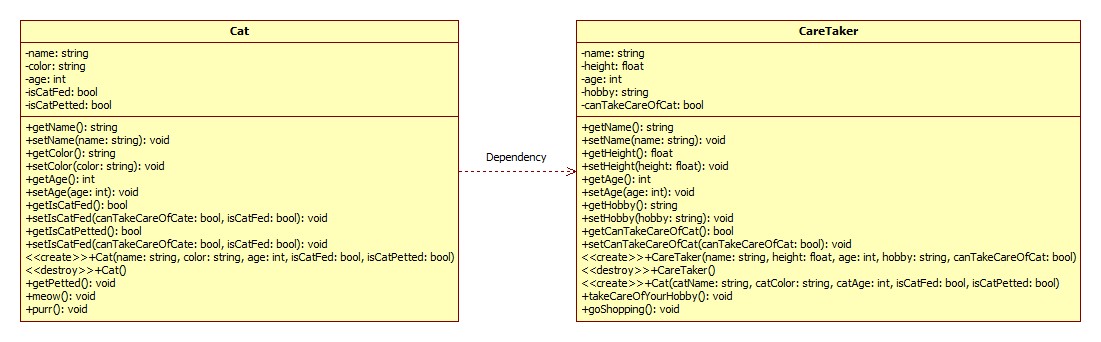 Cat
-name: string
-color: string
-age: int
-isCatFed: bool
-isCatPetted: bool
+getName(): string
+setName(name: string): void
+getColor(): string
+setColor(color: string): void
+getAge(): int
+setAge(age: int): void
+getIsCatFed(): bool
+setIsCatFed(canTakeCareOfCate: bool, isCatFed: bool): void
+getIsCatPetted(): bool
+setIsCatFed(canTakeCareOfCate: bool, isCatFed: bool): void
<<create>>+Cat(name: string, color: string, age: int, isCatFed: bool, isCatPetted: bool)
<<destroy>>+Cat()
+getPetted(): void
+meow(): void
+purr(): void
Dependency
CareTaker
-name: string
-height: float
-age: int
-hobby: string
-canTakeCareOfCat: bool
+getName(): string
+setName(name: string): void
+getHeight(): float
+setHeight(height: float): void
+getAge(): int
+setAge(age: int): void
+getHobby(): string
+setHobby(hobby: string): void
+getCanTakeCareOfCat(): bool
+setCanTakeCareOfCat(canTakeCareOfCat: bool): void
<<create>>+CareTaker(name: string, height: float, age: int, hobby: string, canTakeCareOfCat: bool)
<<destroy>>+CareTaker()
<<create>>+Cat(catName: string, catColor: string, catAge: int, isCatFed: bool, isCatPetted: bool)
+takeCareOfYourHobby(): void
+goShopping(): void